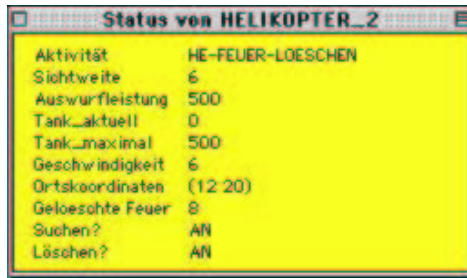 Status von HELIKOPTER_2
Aktivität HE-FEUER-LOESCHEN
Sichtweite 6
Auswurfleistung 500
Tank_aktuell 0
Tank_maximal 500
Geschwindigkeit 6
Ortskoordinaten (12 20)
Geloeschte Feuer 8
Suchen? AN
Löschen? AN